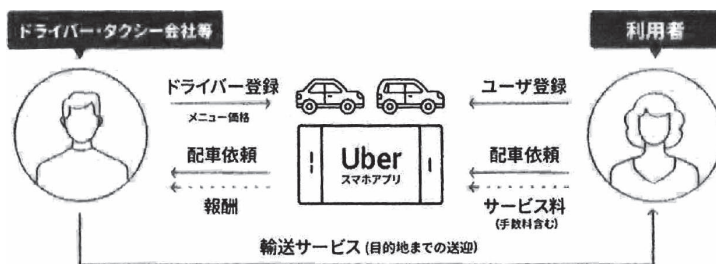 ドライバー・タクシー会社等
利用者
ドライバー登録
メニュー価格
ユーザ登録
配車依頼
Uber
スマホアプリ
配車依頼
報酬
サービス料
(手数料含む)
輸送サービス (目的地までの送迎)